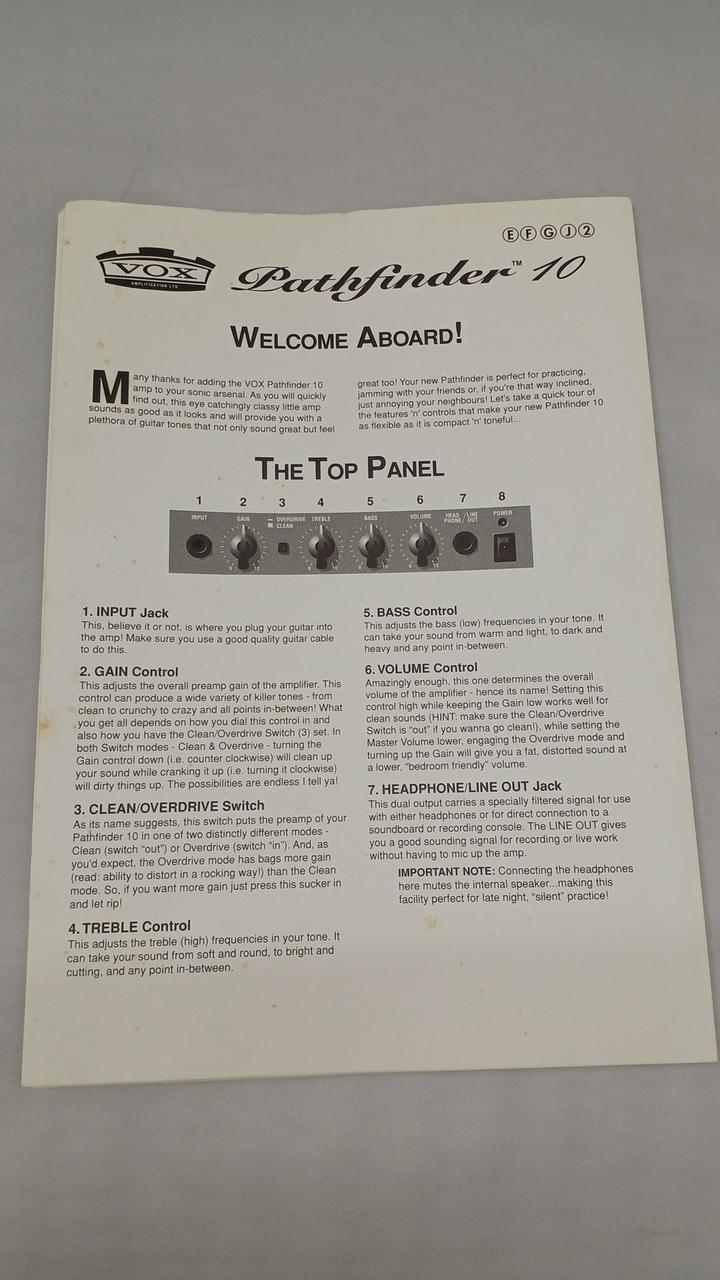 Ⓔ Ⓕ Ⓖ Ⓙ ②
VOX
AMPLIFICATION LTD
Pathfinder™ 10
WELCOME ABOARD!
Many thanks for adding the VOX Pathfinder 10
amp to your sonic arsenal. As you will quickly
find out, this eye catchingly classy little amp
sounds as good as it looks and will provide you with a
plethora of guitar tones that not only sound great but feel
great too! Your new Pathfinder is perfect for practicing,
jamming with your friends or, if you're that way inclined,
just annoying your neighbours! Let's take a quick tour of
the features 'n' controls that make your new Pathfinder 10
as flexible as it is compact 'n' toneful...
THE TOP PANEL
1 2 3 4 5 6 7 8
INPUT GAIN OVERDRIVE TREBLE BASS VOLUME HEAD /LINE POWER
CLEAN PHONE/ OUT
0 10 0 10 0 10 0 10
1. INPUT Jack
This, believe it or not, is where you plug your guitar into
the amp! Make sure you use a good quality guitar cable
to do this.
2. GAIN Control
This adjusts the overall preamp gain of the amplifier. This
control can produce a wide variety of killer tones - from
clean to crunchy to crazy and all points in-between! What
you get all depends on how you dial this control in and
also how you have the Clean/Overdrive Switch (3) set. In
both Switch modes - Clean & Overdrive - turning the
Gain control down (i.e. counter clockwise) will clean up
your sound while cranking it up (i.e. turning it clockwise)
will dirty things up. The possibilities are endless I tell ya!
3. CLEAN/OVERDRIVE Switch
As its name suggests, this switch puts the preamp of your
Pathfinder 10 in one of two distinctly different modes -
Clean (switch "out") or Overdrive (switch "in"). And, as
you'd expect, the Overdrive mode has bags more gain
(read: ability to distort in a rocking way!) than the Clean
mode. So, if you want more gain just press this sucker in
and let rip!
4. TREBLE Control
This adjusts the treble (high) frequencies in your tone. It
can take your sound from soft and round, to bright and
cutting, and any point in-between.
5. BASS Control
This adjusts the bass (low) frequencies in your tone. It
can take your sound from warm and light, to dark and
heavy and any point in-between.
6. VOLUME Control
Amazingly enough, this one determines the overall
volume of the amplifier - hence its name! Setting this
control high while keeping the Gain low works well for
clean sounds (HINT: make sure the Clean/Overdrive
Switch is "out" if you wanna go clean!), while setting the
Master Volume lower, engaging the Overdrive mode and
turning up the Gain will give you a fat, distorted sound at
a lower, "bedroom friendly" volume.
7. HEADPHONE/LINE OUT Jack
This dual output carries a specially filtered signal for use
with either headphones or for direct connection to a
soundboard or recording console. The LINE OUT gives
you a good sounding signal for recording or live work
without having to mic up the amp.
IMPORTANT NOTE: Connecting the headphones
here mutes the internal speaker...making this
facility perfect for late night, "silent" practice!